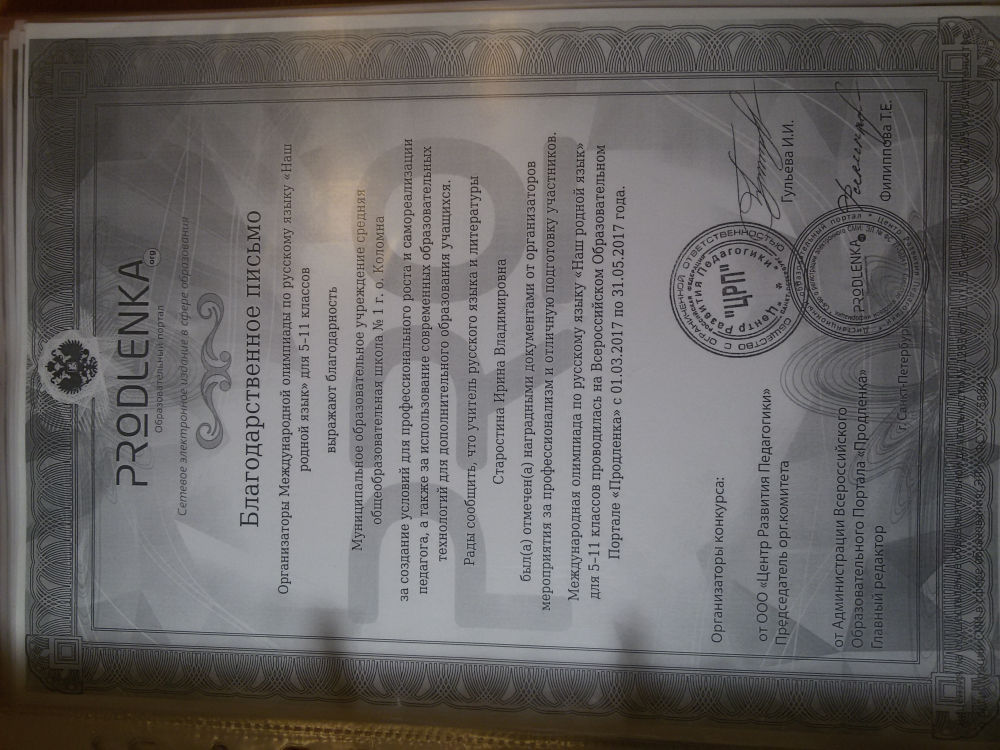 PRODLENKA.org
Образовательный портал
Сетевое электронное издание в сфере образования
Благодарственное письмо
Организаторы Международной олимпиады по русскому языку «Наш
родной язык» для 5–11 классов
выражают благодарность
Муниципальное образовательное учреждение средняя
общеобразовательная школа № 1 г. о. Коломна
за создание условий для профессионального роста и самореализации
педагога, а также за использование современных образовательных
технологий для дополнительного образования учащихся.
Рады сообщить, что учитель русского языка и литературы
Старостина Ирина Владимировна
был(а) отмечен(а) наградными документами от организаторов
мероприятия за профессионализм и отличную подготовку участников.
Международная олимпиада по русскому языку «Наш родной язык»
для 5–11 классов проводилась на Всероссийском Образовательном
Портале «Продленка» с 01.03.2017 по 31.05.2017 года.
Организаторы конкурса:
от ООО «Центр Развития Педагогики»
Председатель оргкомитета
Гульева И.И.
ОБЩЕСТВО С ОГРАНИЧЕННОЙ ОТВЕТСТВЕННОСТЬЮ
Центр Развития Педагогики
"ЦРП"
от Администрации Всероссийского
Образовательного Портала «Продленка»
Главный редактор
Филиппова Т.Е.
PRODLENKA
г. Санкт-Петербург